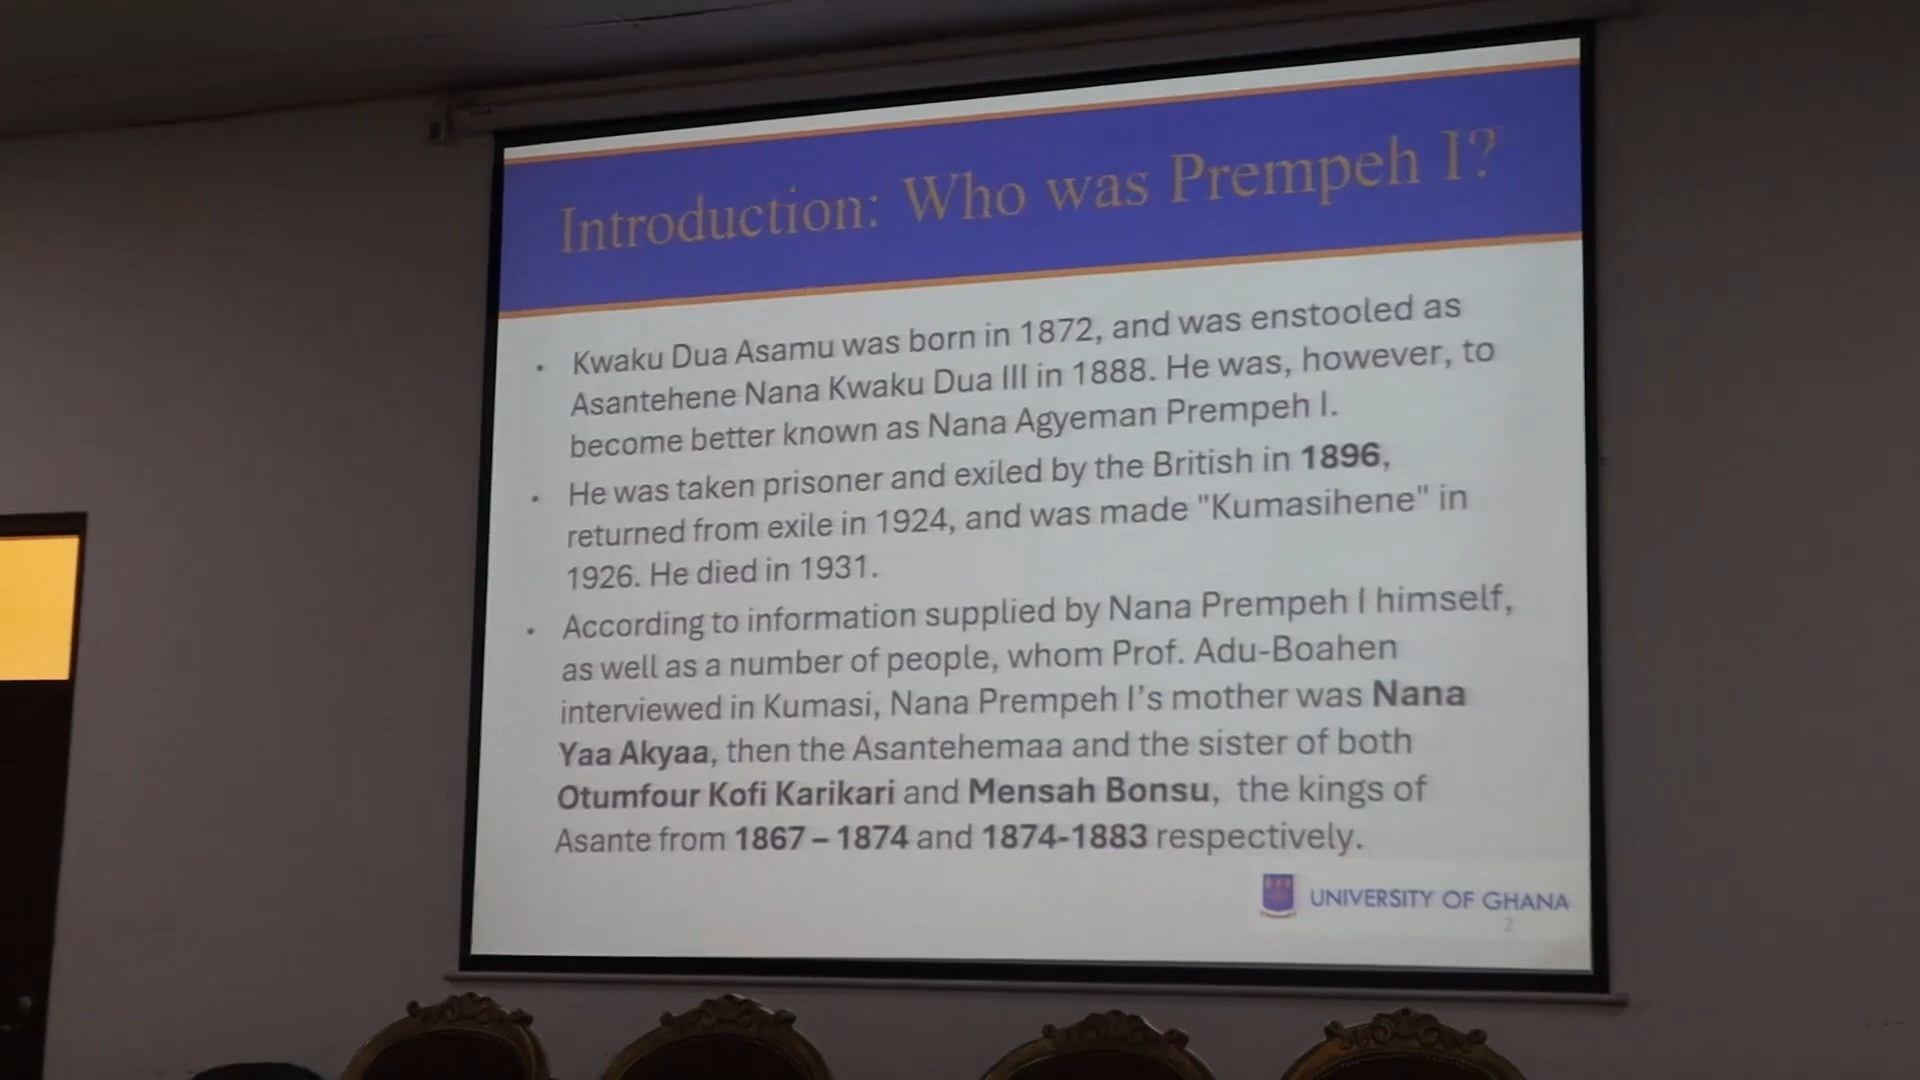 Introduction: Who was Prempeh I?
• Kwaku Dua Asamu was born in 1872, and was enstooled as
Asantehene Nana Kwaku Dua III in 1888. He was, however, to
become better known as Nana Agyeman Prempeh I.
• He was taken prisoner and exiled by the British in 1896,
returned from exile in 1924, and was made "Kumasihene" in
1926. He died in 1931.
• According to information supplied by Nana Prempeh I himself,
as well as a number of people, whom Prof. Adu-Boahen
interviewed in Kumasi, Nana Prempeh I’s mother was Nana
Yaa Akyaa, then the Asantehemaa and the sister of both
Otumfour Kofi Karikari and Mensah Bonsu, the kings of
Asante from 1867 – 1874 and 1874-1883 respectively.
UNIVERSITY OF GHANA
2